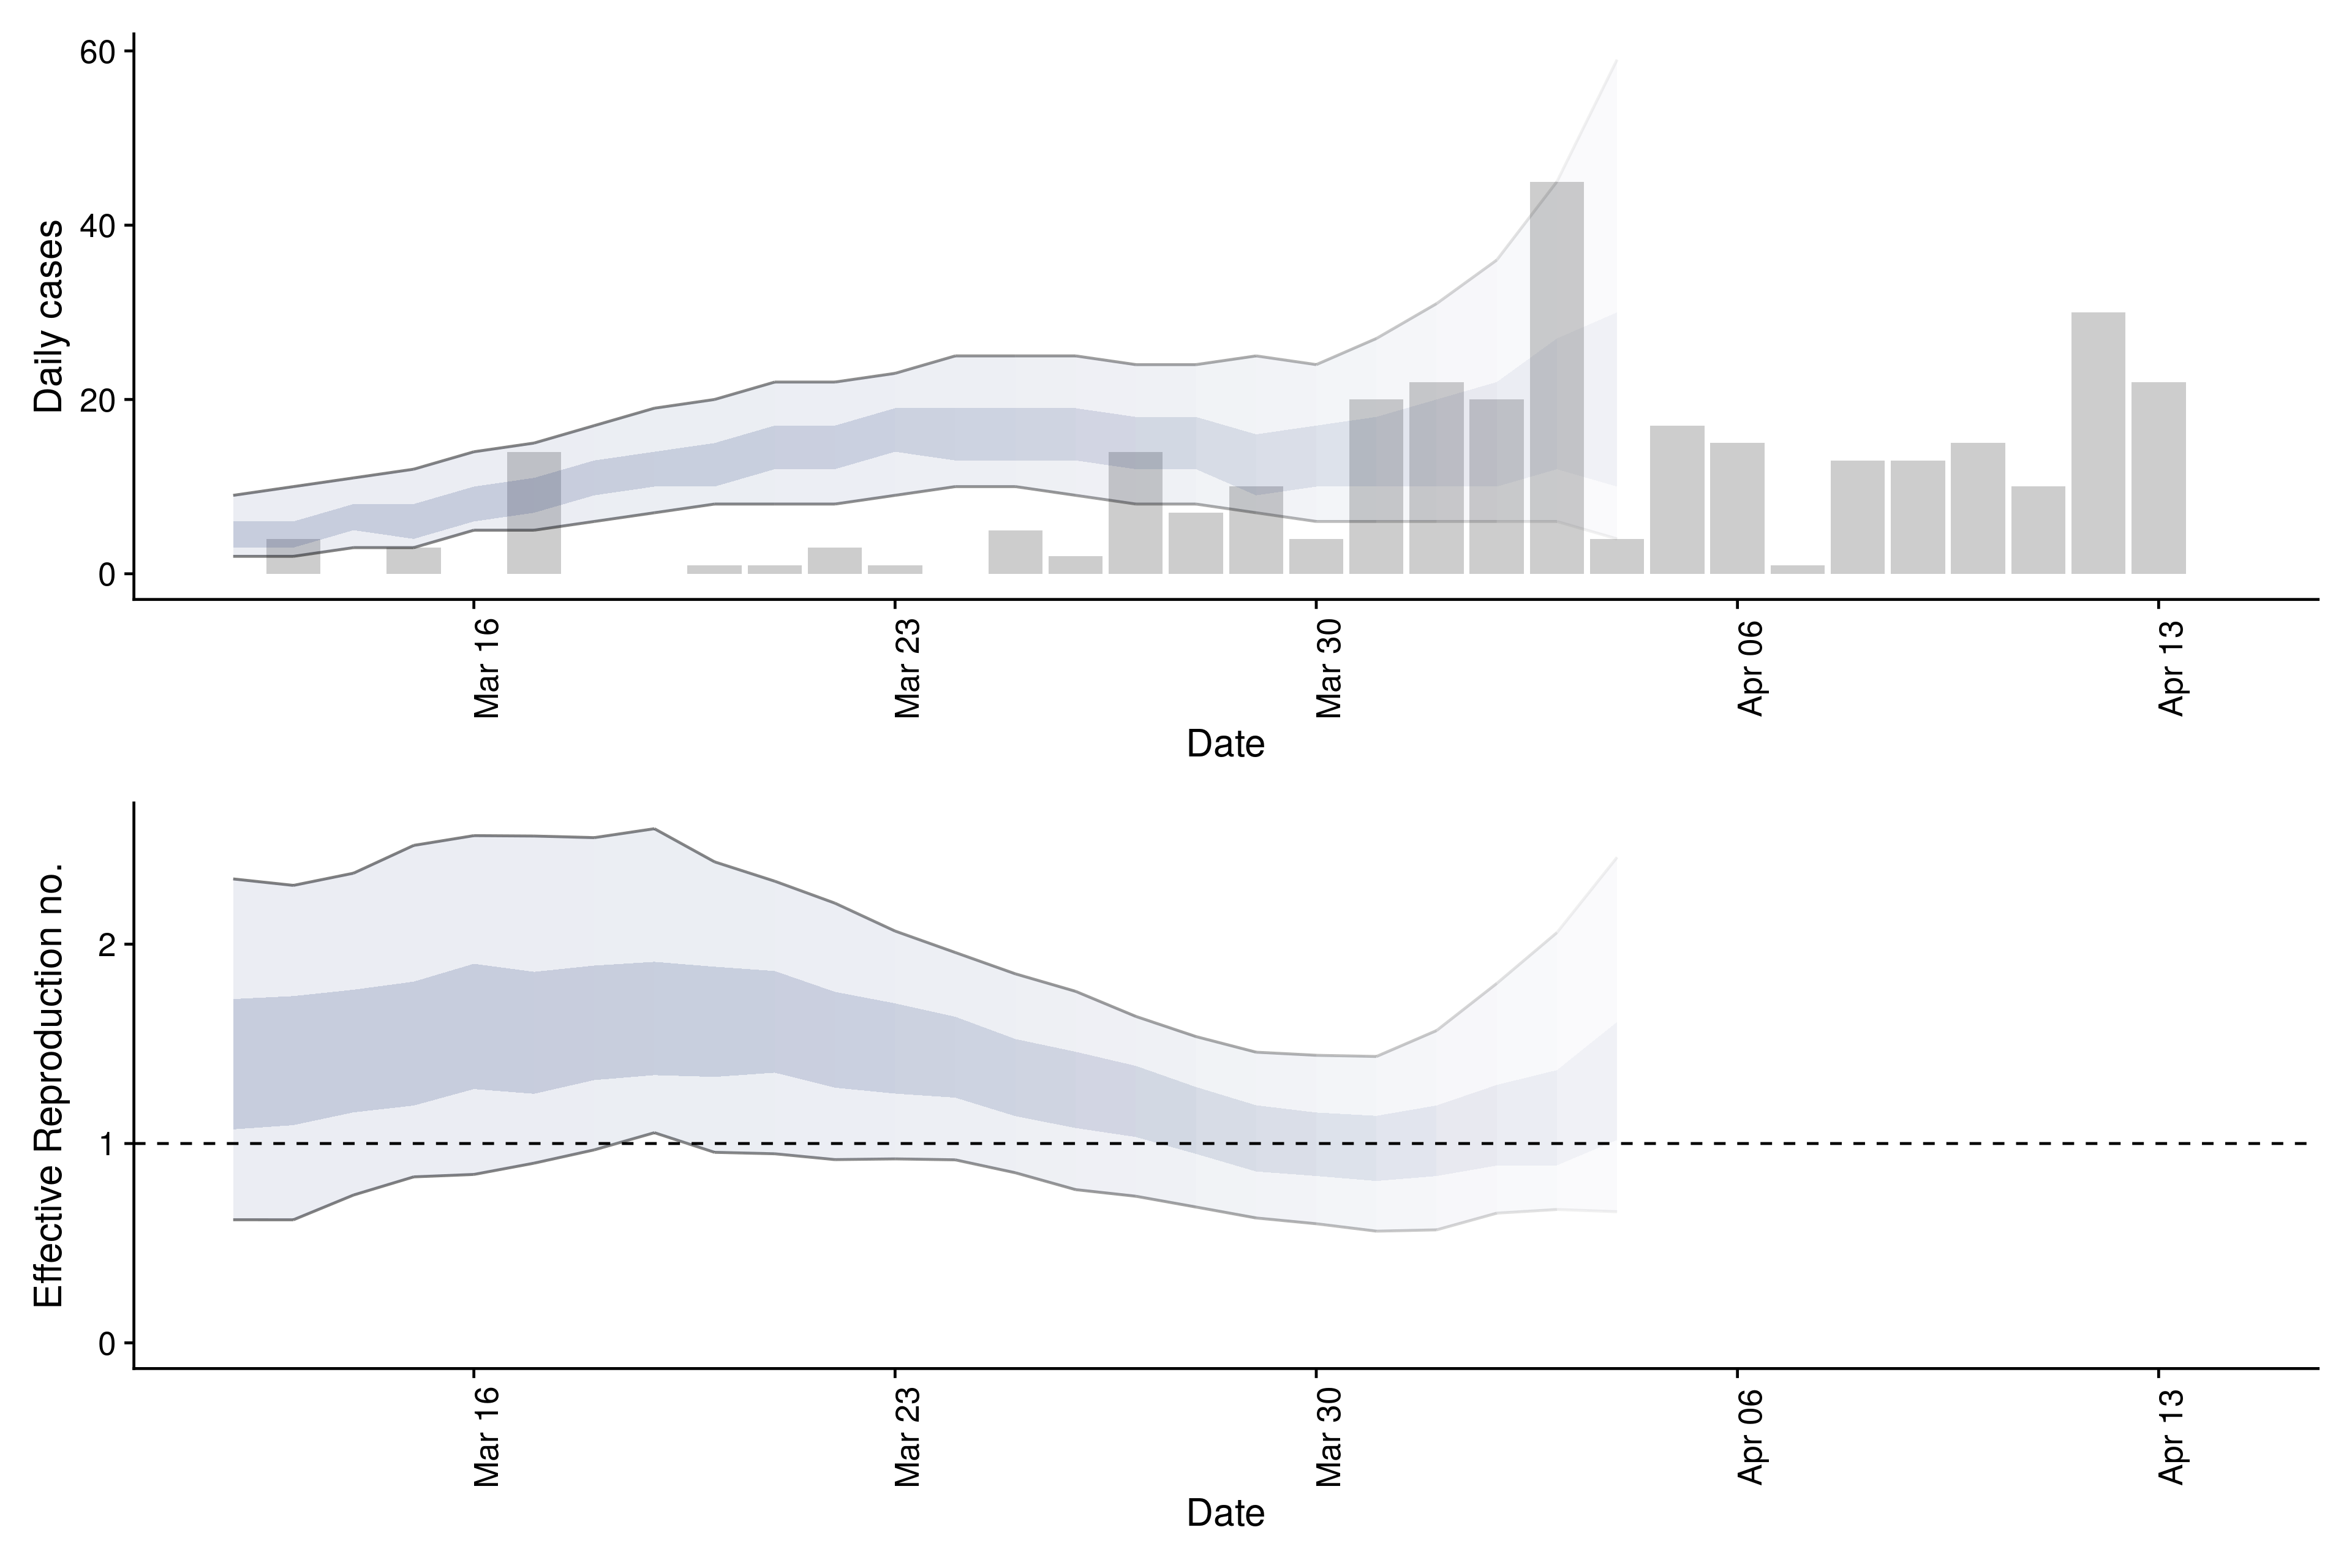 60
40
20
0
Daily cases
Mar 16
Mar 23
Mar 30
Apr 06
Apr 13
Date
2
1
0
Effective Reproduction no.
Mar 16
Mar 23
Mar 30
Apr 06
Apr 13
Date